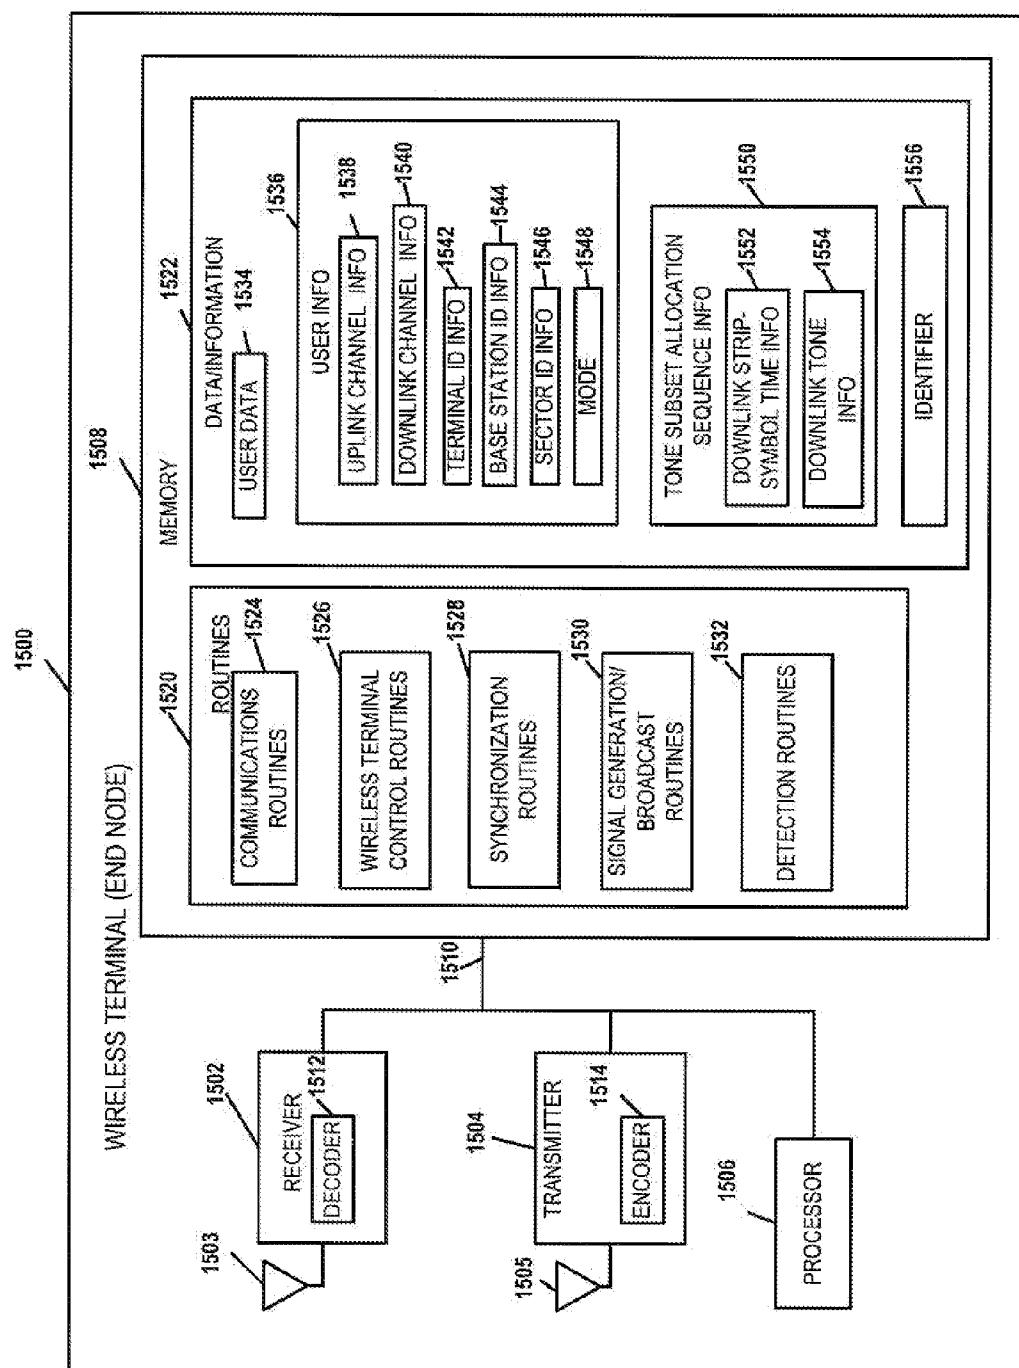 WIRELESS TERMINAL (END NODE)
1500
1503
1502
RECEIVER
1512
DECODER
1505
1504
TRANSMITTER
1514
ENCODER
1506
PROCESSOR
1510
1508
MEMORY
1520
ROUTINES
1524
COMMUNICATIONS
ROUTINES
1526
WIRELESS TERMINAL
CONTROL ROUTINES
1528
SYNCHRONIZATION
ROUTINES
1530
SIGNAL GENERATION/
BROADCAST
ROUTINES
1532
DETECTION ROUTINES
1522
DATA/INFORMATION
1534
USER DATA
1536
USER INFO
1538
UPLINK CHANNEL INFO
1540
DOWNLINK CHANNEL INFO
1542
TERMINAL ID INFO
1544
BASE STATION ID INFO
1546
SECTOR ID INFO
1548
MODE
1550
TONE SUBSET ALLOCATION
SEQUENCE INFO
1552
DOWNLINK STRIP-
SYMBOL TIME INFO
1554
DOWNLINK TONE
INFO
1556
IDENTIFIER